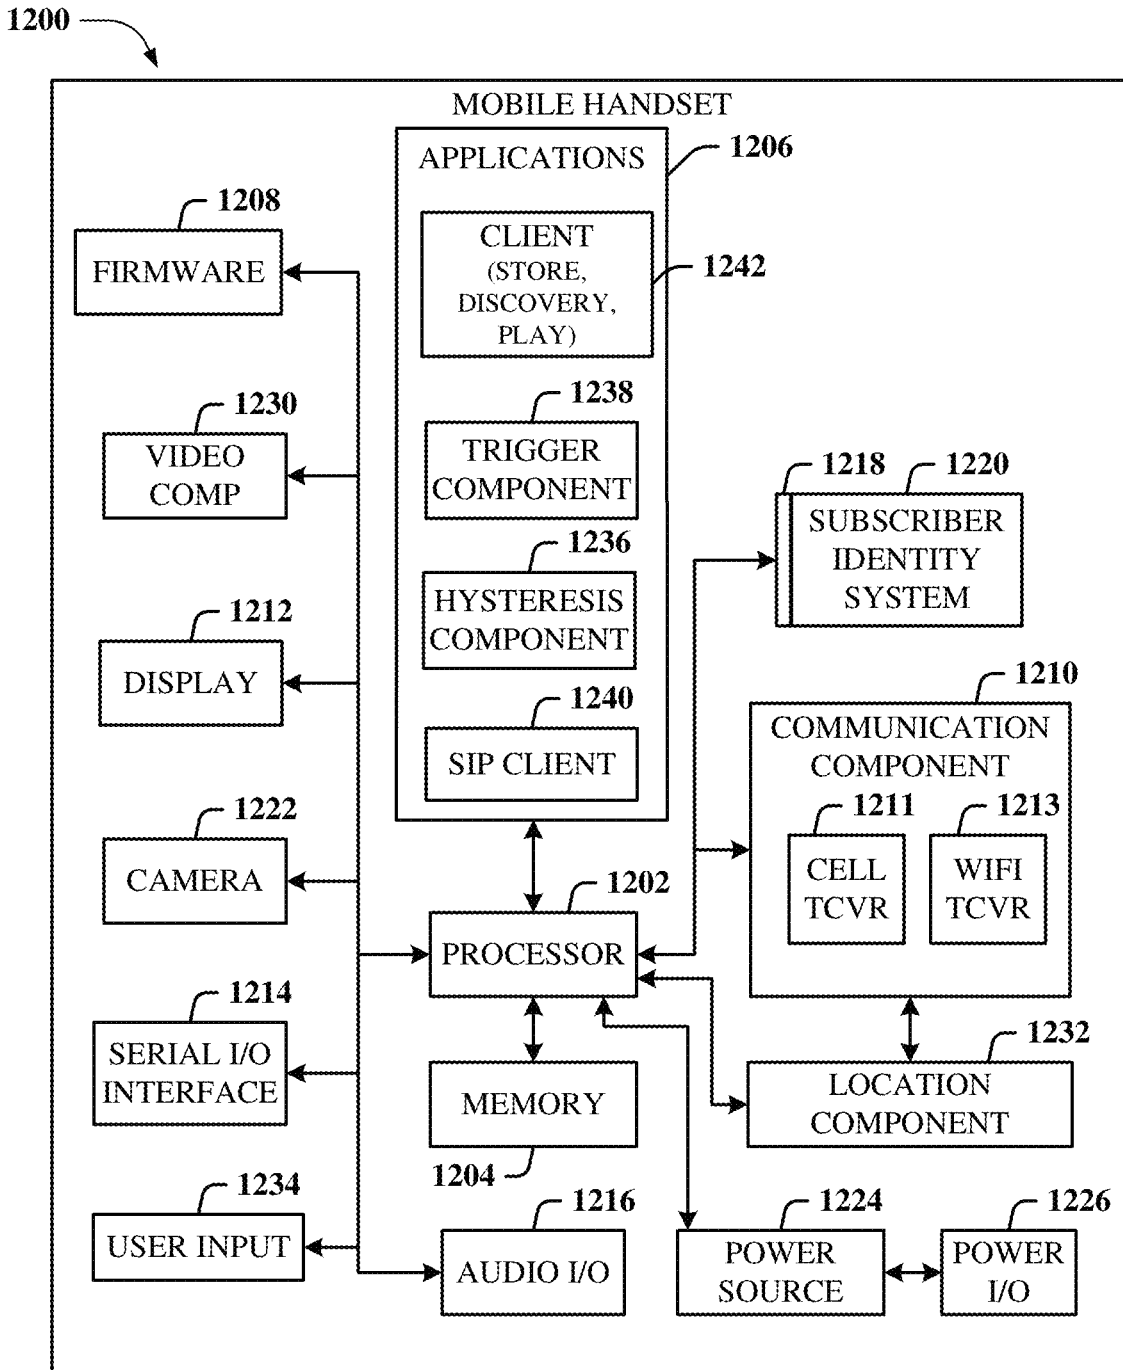 1200
MOBILE HANDSET
APPLICATIONS
1206
CLIENT
(STORE,
DISCOVERY,
PLAY)
1242
1238
TRIGGER
COMPONENT
1236
HYSTERESIS
COMPONENT
1240
SIP CLIENT
1208
FIRMWARE
1230
VIDEO
COMP
1212
DISPLAY
1222
CAMERA
1214
SERIAL I/O
INTERFACE
1234
USER INPUT
1202
PROCESSOR
MEMORY
1204
1216
AUDIO I/O
1218
1220
SUBSCRIBER
IDENTITY
SYSTEM
1210
COMMUNICATION
COMPONENT
1211
CELL
TCVR
1213
WIFI
TCVR
1232
LOCATION
COMPONENT
1224
POWER
SOURCE
1226
POWER
I/O